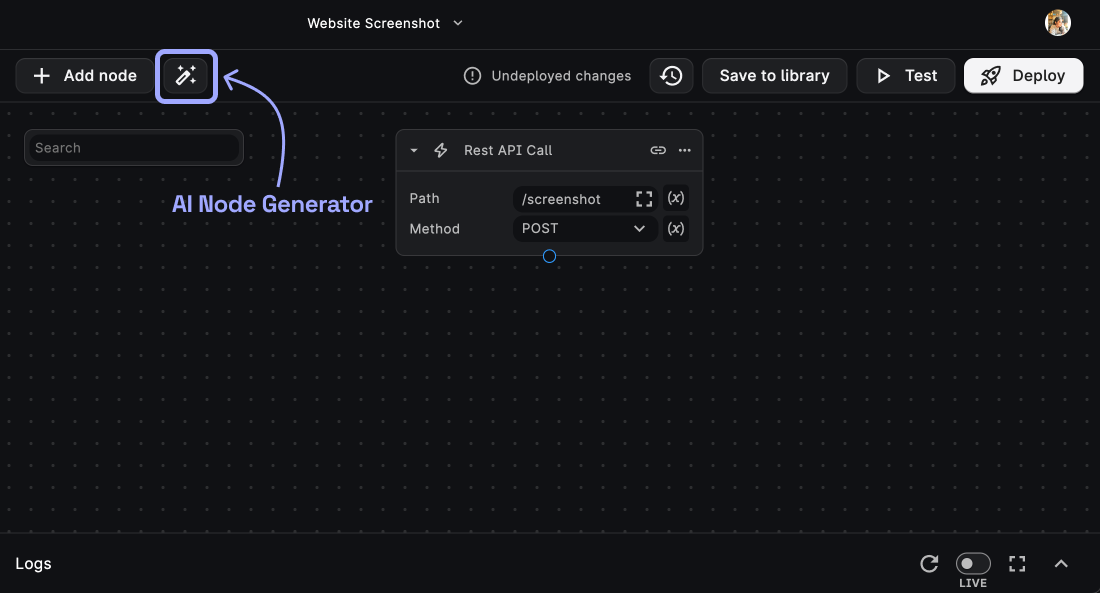 Website Screenshot
Add node
Undeployed changes
Save to library
Test
Deploy
Search
Rest API Call
AI Node Generator
Path
/screenshot
(x)
Method
POST
(x)
Logs
LIVE